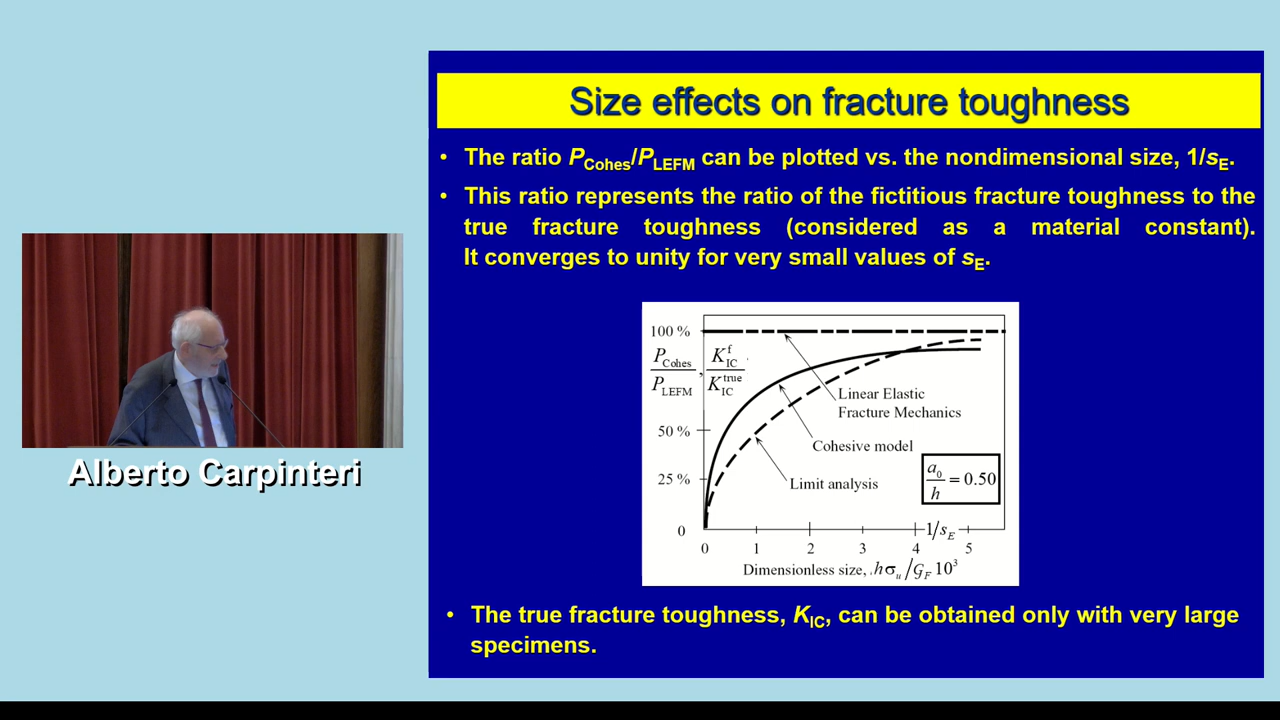 Size effects on fracture toughness
• The ratio PCohes/PLEFM can be plotted vs. the nondimensional size, 1/sE.
• This ratio represents the ratio of the fictitious fracture toughness to the
true fracture toughness (considered as a material constant).
It converges to unity for very small values of sE.
100 %
PCohes/PLEFM , KIC^f/KIC^true
Linear Elastic
Fracture Mechanics
50 %
Cohesive model
25 %
Limit analysis
a0/h = 0.50
0
1/sE
0 1 2 3 4 5
Dimensionless size, hσu/GF 10³
• The true fracture toughness, KIC, can be obtained only with very large
specimens.
Alberto Carpinteri